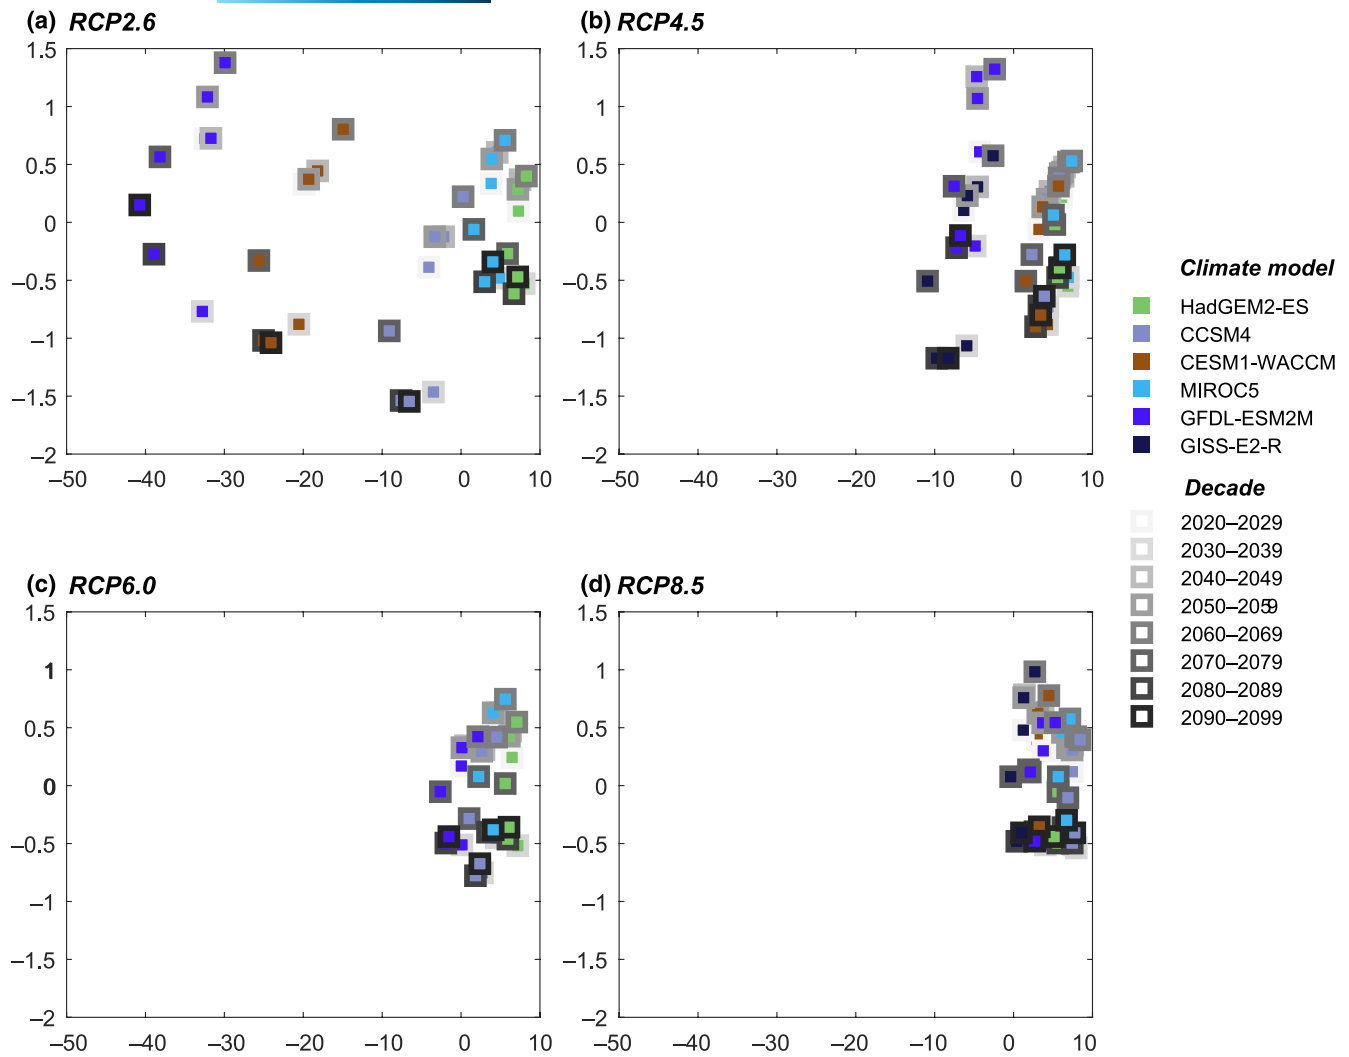 (a) RCP2.6
1.5
1
0.5
0
–0.5
–1
–1.5
–2
–50 –40 –30 –20 –10 0 10
(b) RCP4.5
1.5
1
0.5
0
–0.5
–1
–1.5
–2
–50 –40 –30 –20 –10 0 10
Climate model
HadGEM2-ES
CCSM4
CESM1-WACCM
MIROC5
GFDL-ESM2M
GISS-E2-R
Decade
2020–2029
2030–2039
2040–2049
2050–2059
2060–2069
2070–2079
2080–2089
2090–2099
(c) RCP6.0
1.5
1
0.5
0
–0.5
–1
–1.5
–2
–50 –40 –30 –20 –10 0 10
(d) RCP8.5
1.5
1
0.5
0
–0.5
–1
–1.5
–2
–50 –40 –30 –20 –10 0 10